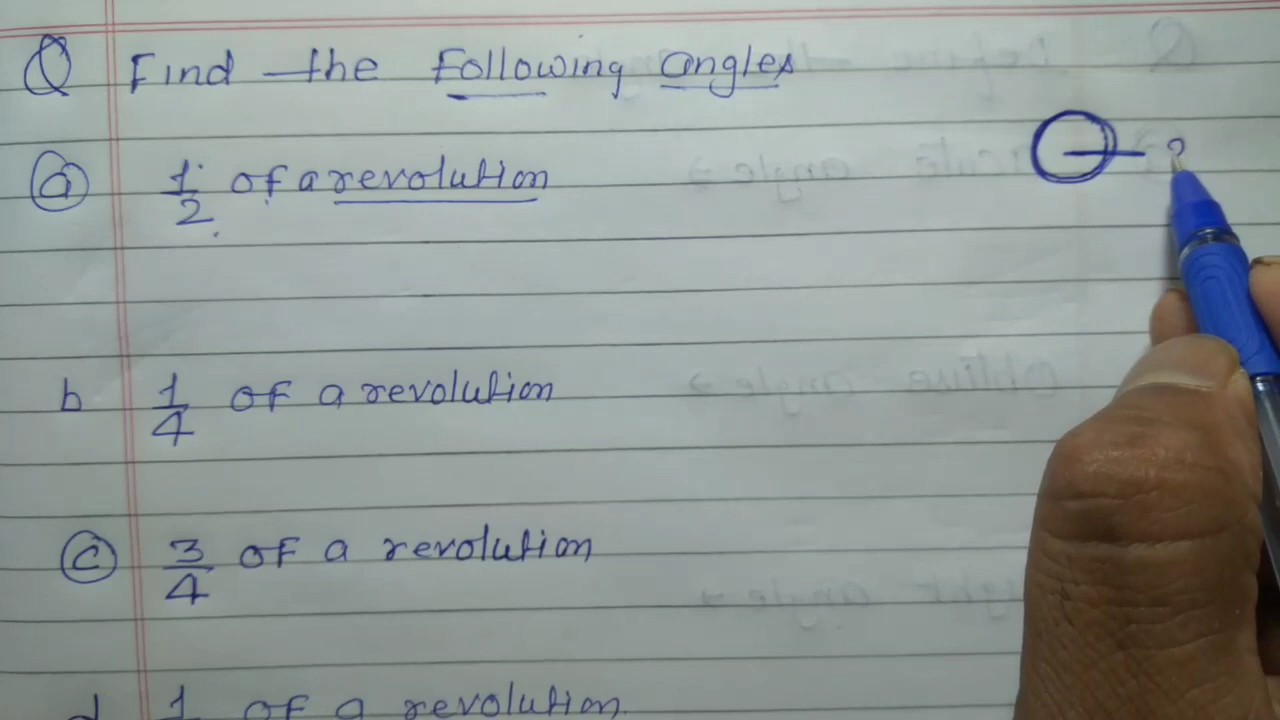 Q Find the Following angles
a 1/2 of a revolution
b 1/4 of a revolution
c 3/4 of a revolution
d 1 of a revolution